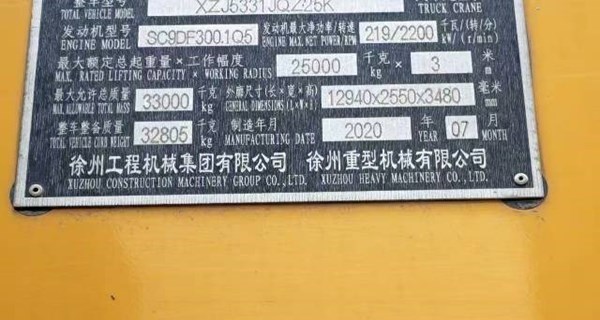 整车型号 XZJ5331JQZ25K
TOTAL VEHICLE MODEL TRUCK CRANE
发动机型号 SC9DF300.1Q5 发动机最大净功率/转速 219/2200 千瓦/(转/分)
ENGINE MODEL ENGINE MAX.NET POWER/RPM kW/(r/min)
最大额定总起重量×工作幅度 25000 千克× 3 米
MAX. RATED LIFTING CAPACITY × WORKING RADIUS kg m
最大允许总质量 33000 千克 外廓尺寸(长×宽×高) 12940x2550x3480 毫米
MAX.ALLOWABLE TOTAL MASS kg GENERAL DIMENSIONS(L×W×H) mm
整车整备质量 32805 千克 制造年月 2020 年 07 月
TOTAL VEHICLE CURB WEIGHT kg MANUFACTURING DATE YEAR MONTH
徐州工程机械集团有限公司 徐州重型机械有限公司
XUZHOU CONSTRUCTION MACHINERY GROUP CO.,LTD. XUZHOU HEAVY MACHINERY CO.,LTD.